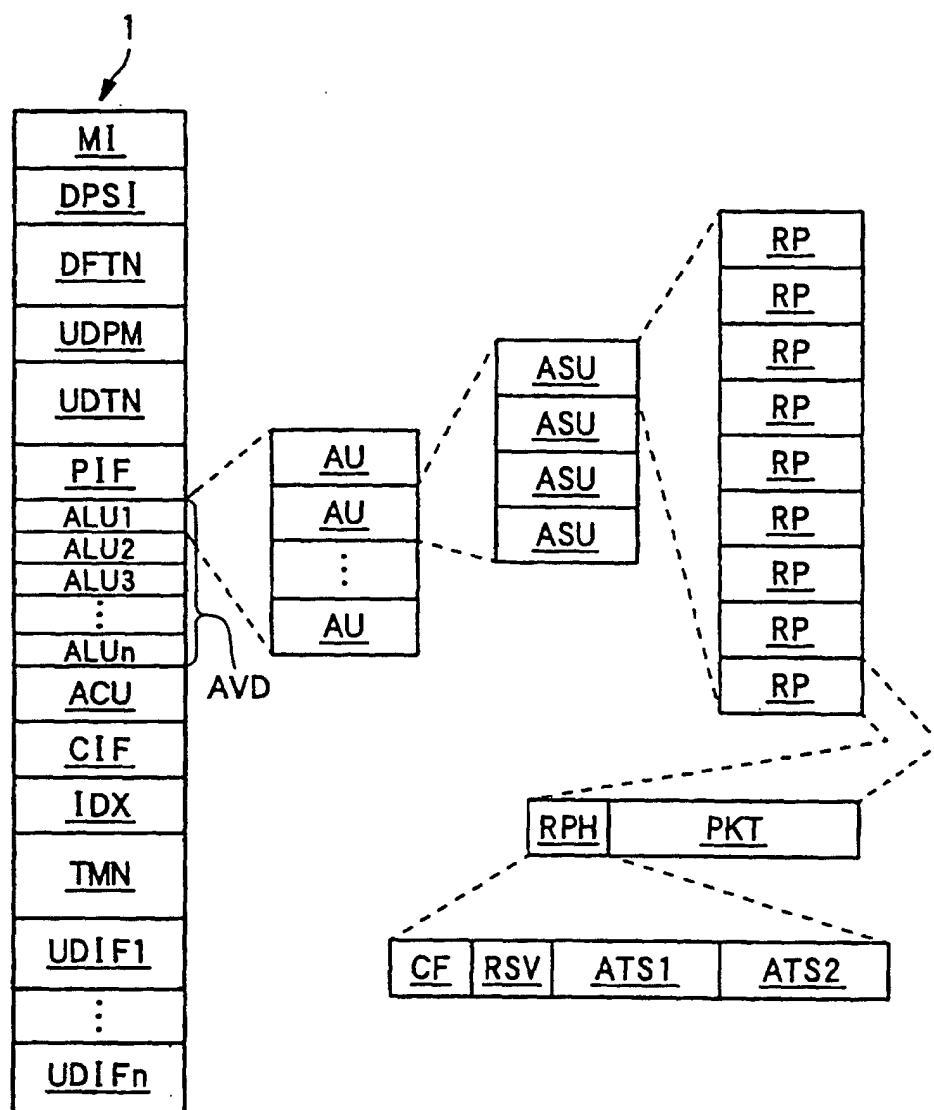 1
MI
DPSI
DFTN
UDPM
UDTN
PIF
ALU1
ALU2
ALU3
⋮
ALUn
AVD
ACU
CIF
IDX
TMN
UDIF1
⋮
UDIFn
AU
AU
⋮
AU
ASU
ASU
ASU
ASU
RP
RP
RP
RP
RP
RP
RP
RP
RP
RPH PKT
CF RSV ATS1 ATS2